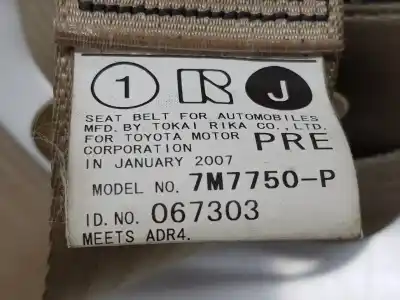 1 R J
SEAT BELT FOR AUTOMOBILES
MFD. BY TOKAI RIKA CO., LTD.
FOR TOYOTA MOTOR
CORPORATION PRE
IN JANUARY 2007
MODEL NO. 7M7750-P
ID. NO. 067303
MEETS ADR4.